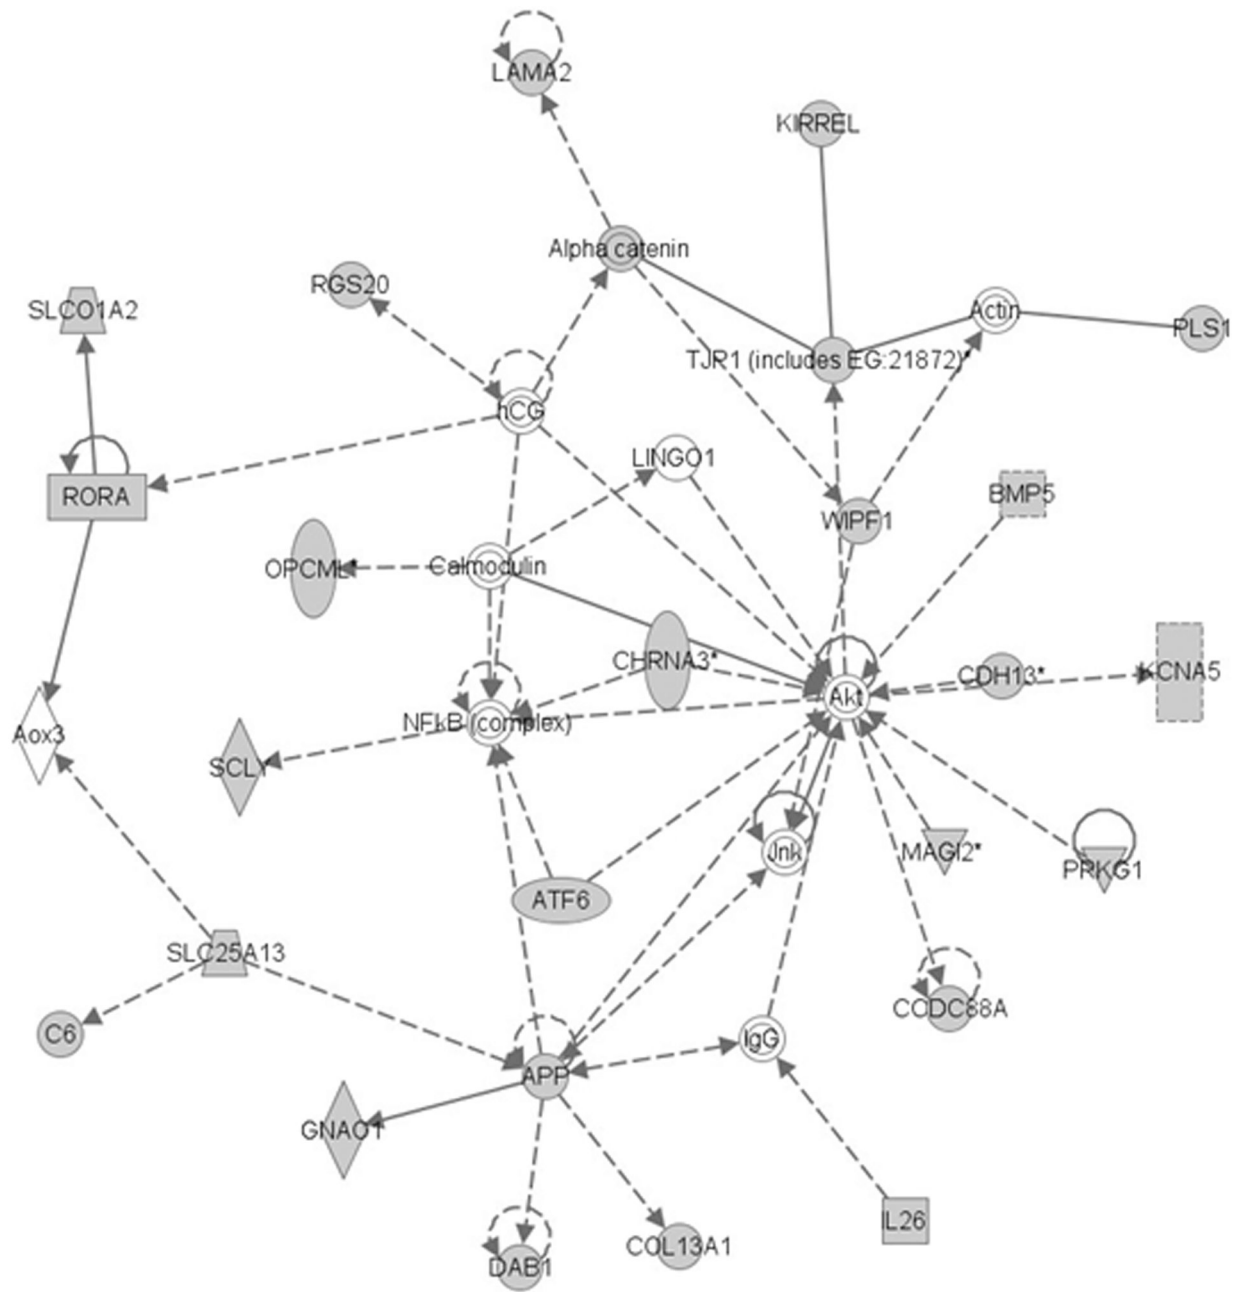 LAMA2
KIRREL
Alpha catenin
RGS20
SLCO1A2
Actin
PLS1
TJP1 (includes EG:21872)*
hCG
LINGO1
RORA
BMP5
WIPF1
OPCML*
Calmodulin
CHRNA3*
CDH13*
KCNA5
Akt
NFkB (complex)
Aox3
SCLY*
Jnk
MAGI2*
PRKG1
ATF6
SLC25A13
CCDC88A
C6
IgG
APP
GNAO1
IL26
COL13A1
DAB1